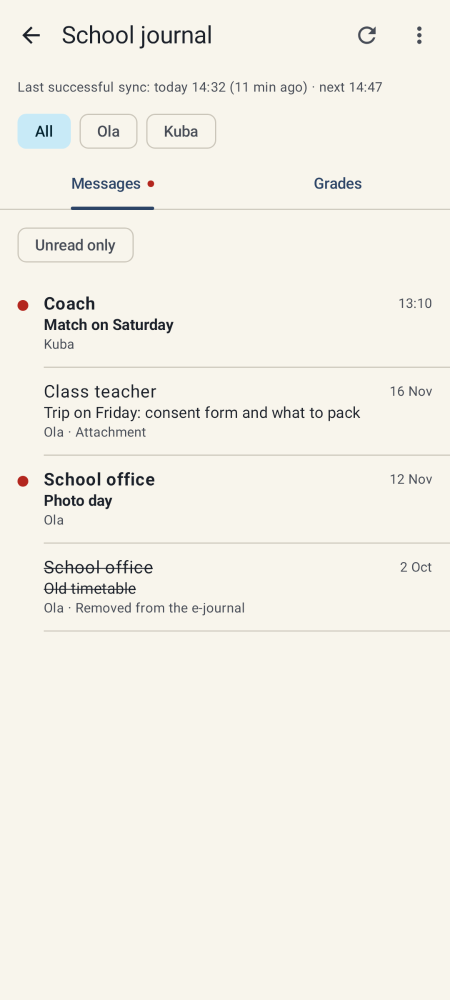 School journal
Last successful sync: today 14:32 (11 min ago) · next 14:47
All
Ola
Kuba
Messages
Grades
Unread only
Coach
13:10
Match on Saturday
Kuba
Class teacher
16 Nov
Trip on Friday: consent form and what to pack
Ola · Attachment
School office
12 Nov
Photo day
Ola
School office
2 Oct
Old timetable
Ola · Removed from the e-journal